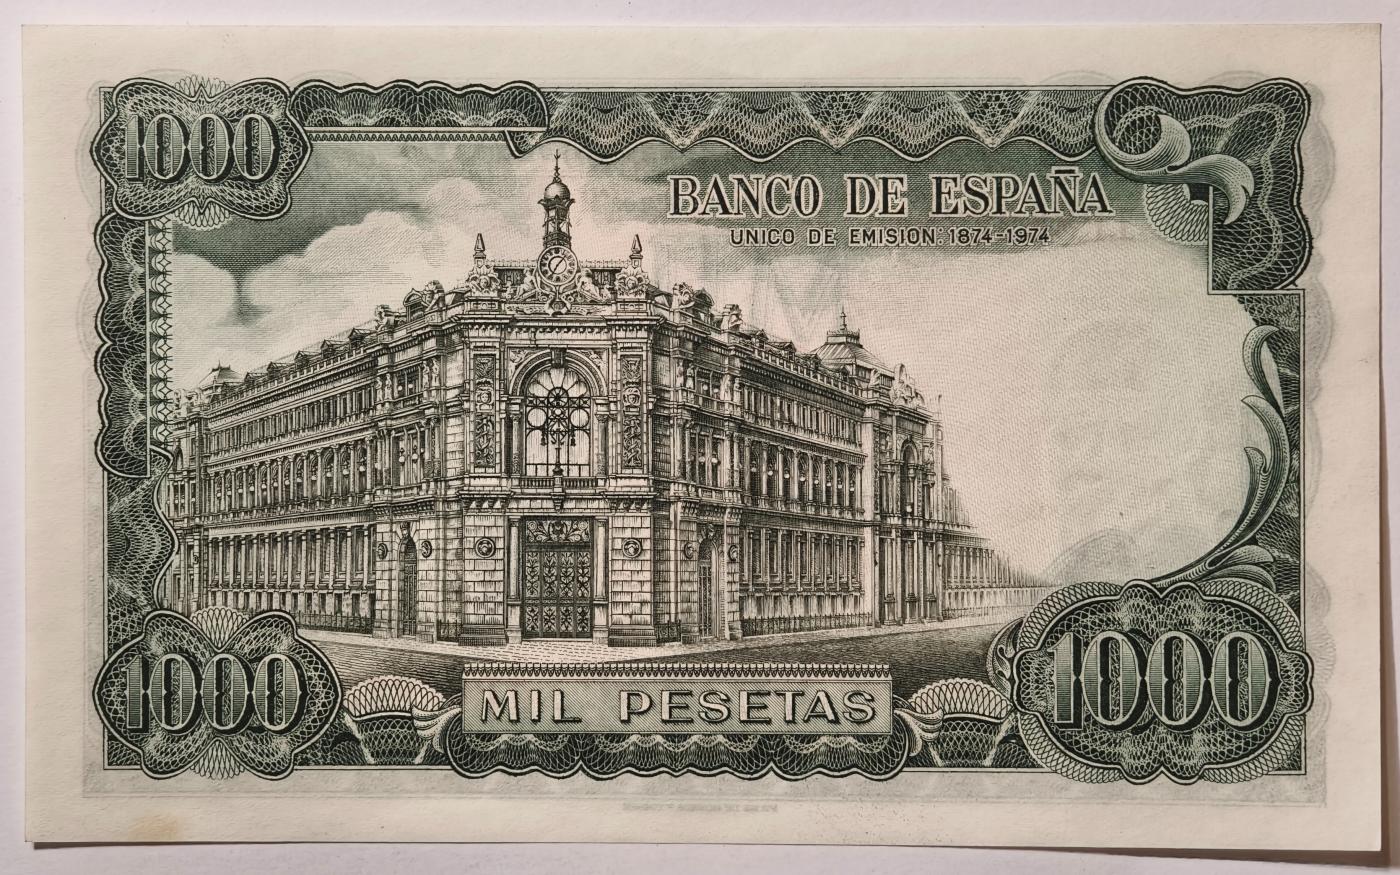 1000
BANCO DE ESPAÑA
UNICO DE EMISION: 1874-1974
1000
MIL PESETAS
1000